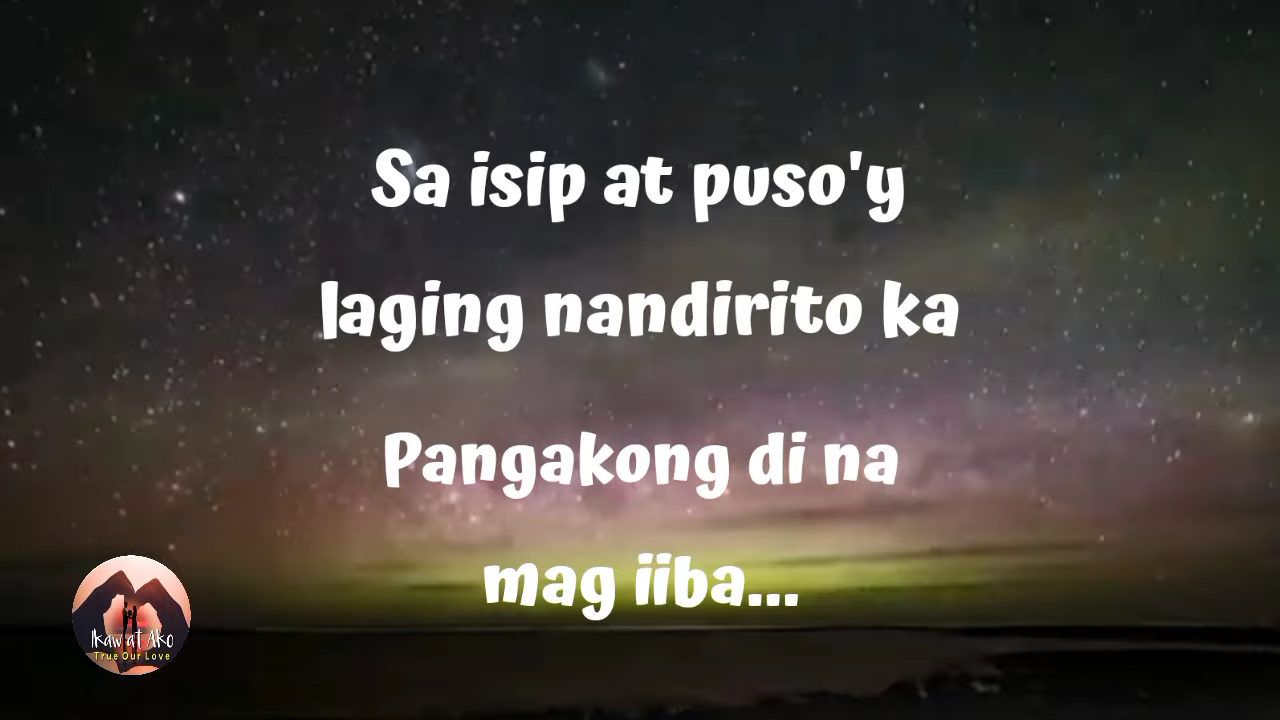 Sa isip at puso'y
laging nandirito ka
Pangakong di na
mag iiba...
Ikaw at Ako
True Our Love